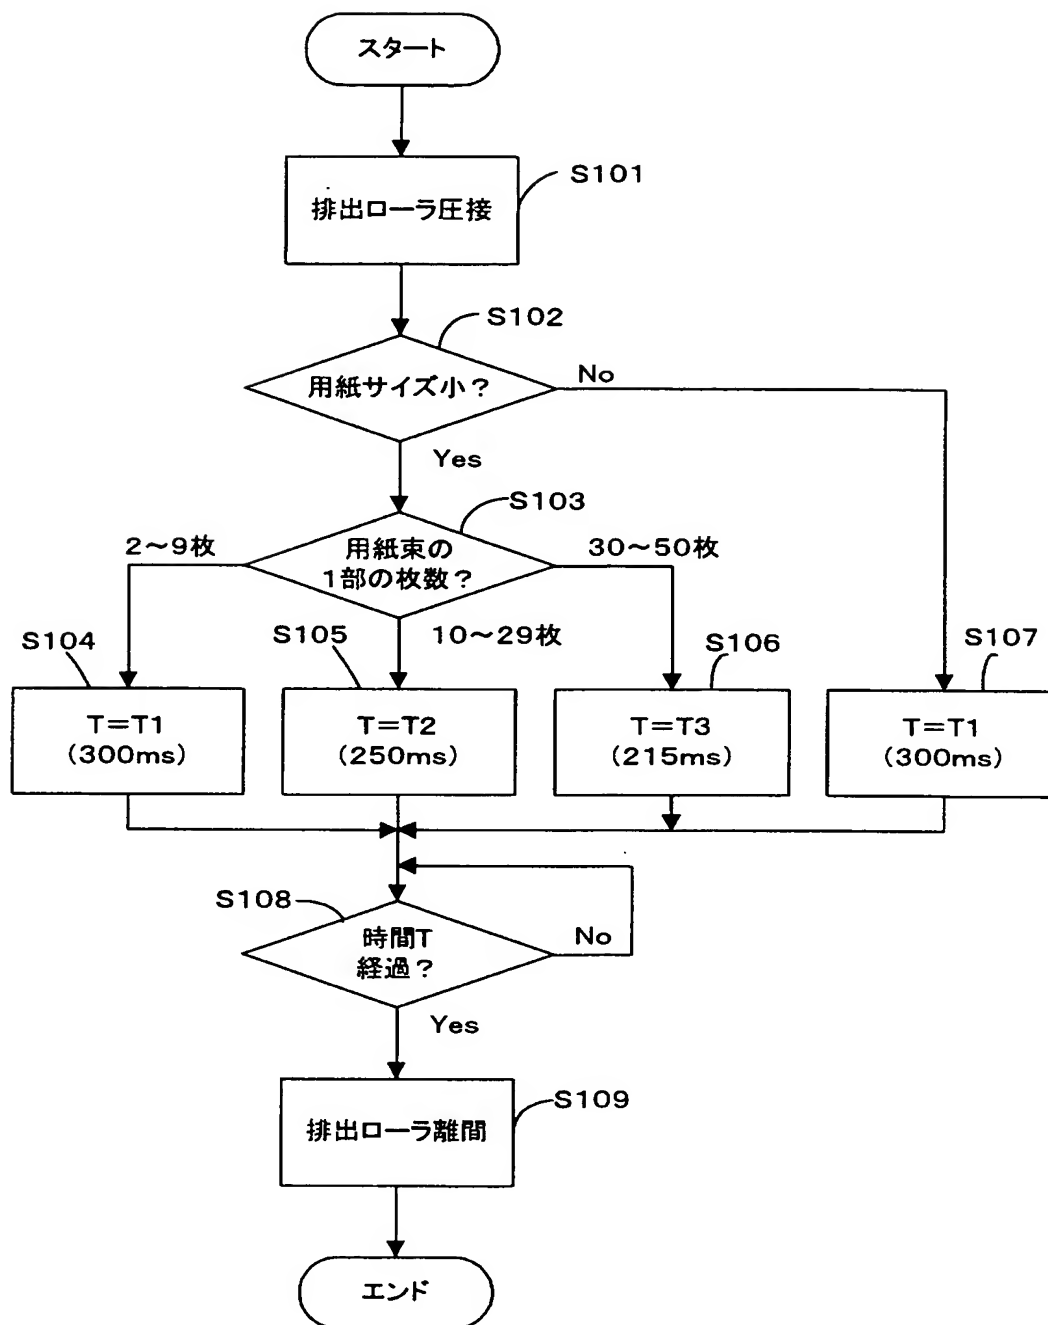 スタート
S101
排出ローラ圧接
S102
用紙サイズ小？
No
Yes
S103
2～9枚
用紙束の
1部の枚数？
30～50枚
S104
S105
10～29枚
S106
S107
T=T1
(300ms)
T=T2
(250ms)
T=T3
(215ms)
T=T1
(300ms)
S108
時間T
経過？
No
Yes
S109
排出ローラ離間
エンド